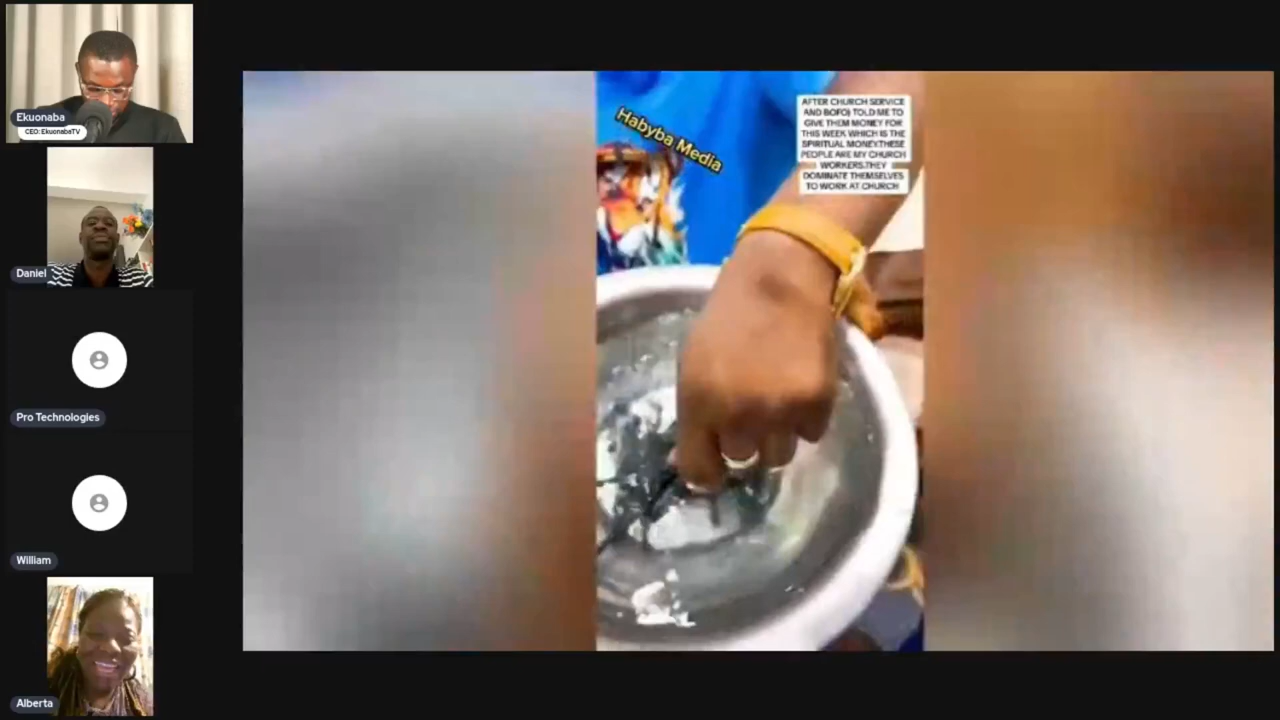 Ekuonaba
CEO: EkuonabaTV
Daniel
Pro Technologies
William
Alberta
Habyba Media
AFTER CHURCH SERVICE
AND BOFO) TOLD ME TO
GIVE THEM MONEY FOR
THIS WEEK WHICH IS THE
SPIRITUAL MONEY.THESE
PEOPLE ARE MY CHURCH
WORKERS.THEY
DOMINATE THEMSELVES
TO WORK AT CHURCH